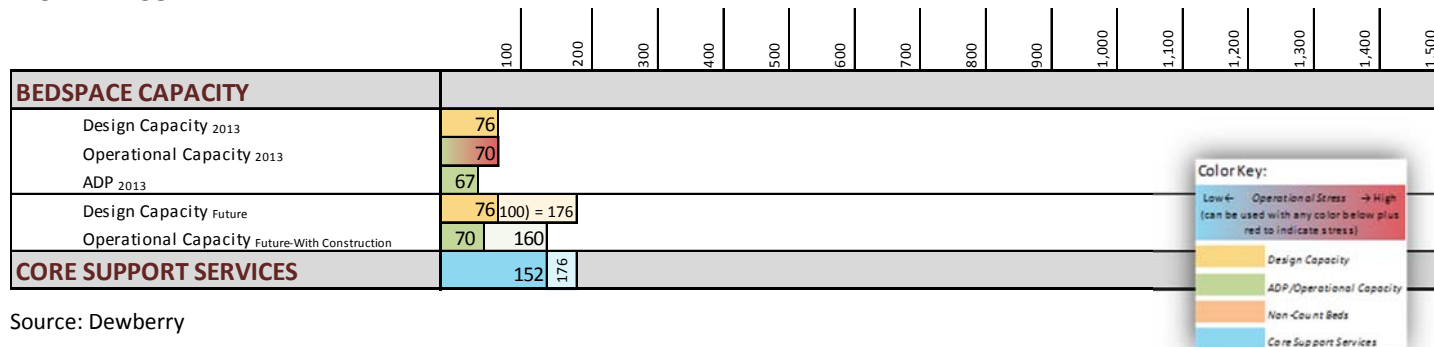 100 200 300 400 500 600 700 800 900 1,000 1,100 1,200 1,300 1,400 1,500
BEDSPACE CAPACITY
Design Capacity 2013 76
Operational Capacity 2013 70
ADP 2013 67
Design Capacity Future 76 100) = 176
Operational Capacity Future-With Construction 70 160
CORE SUPPORT SERVICES 152 176
Color Key:
Low← Operational Stress → High
(can be used with any color below plus
red to indicate stress)
Design Capacity
ADP/Operational Capacity
Non-Count Beds
Core Support Services
Source: Dewberry